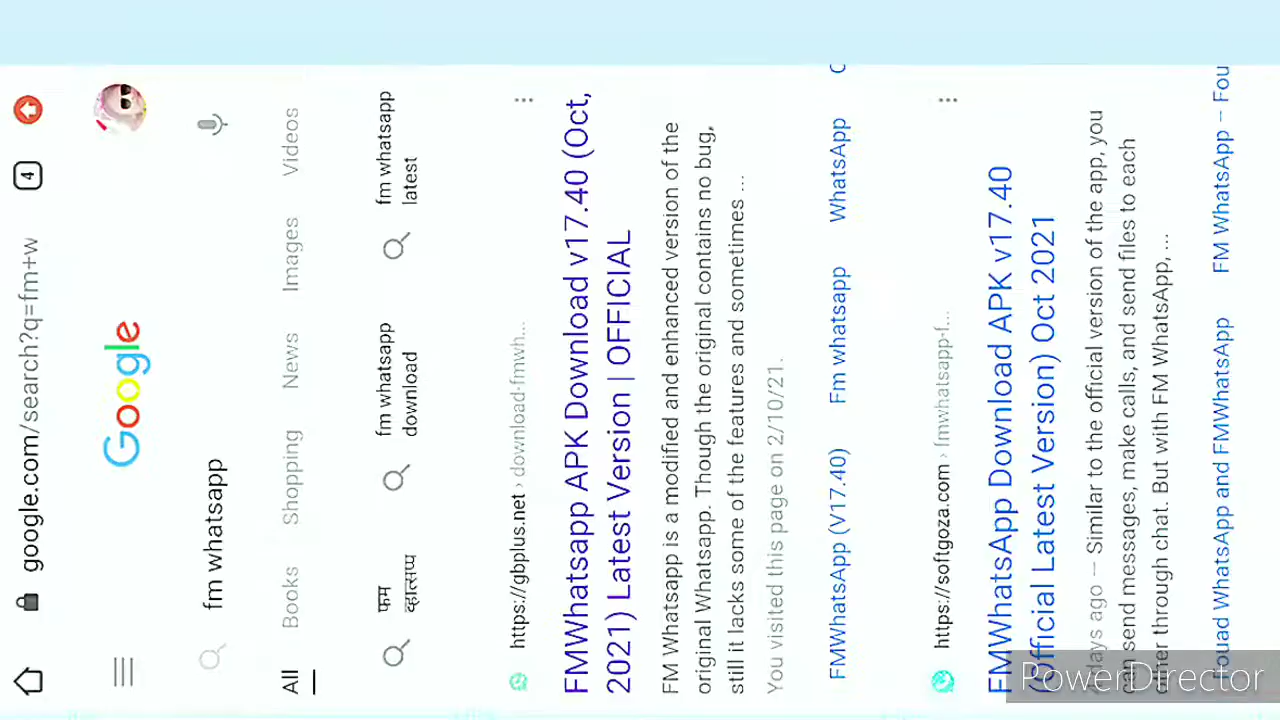 google.com/search?q=fm+w
4
Google
fm whatsapp
All Books Shopping News Images Videos
फम
व्हात्सप्प
fm whatsapp
download
fm whatsapp
latest
https://gbplus.net › download-fmwh...
FMWhatsapp APK Download v17.40 (Oct,
2021) Latest Version | OFFICIAL
FM Whatsapp is a modified and enhanced version of the
original Whatsapp. Though the original contains no bug,
still it lacks some of the features and sometimes ...
You visited this page on 2/10/21.
FMWhatsApp (V17.40) Fm whatsapp WhatsApp
https://softgoza.com › fmwhatsapp-f...
FMWhatsApp Download APK v17.40
(Official Latest Version) Oct 2021
days ago — Similar to the official version of the app, you
can send messages, make calls, and send files to each
other through chat. But with FM WhatsApp, ...
Fouad WhatsApp and FMWhatsApp FM WhatsApp – Fou
PowerDirector